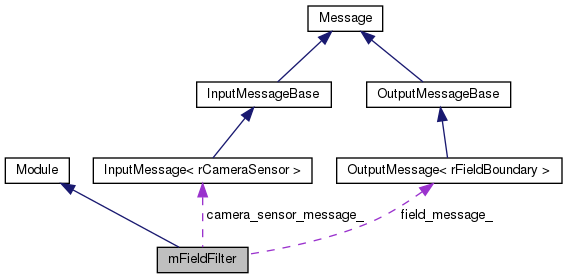 Message
InputMessageBase
OutputMessageBase
Module
InputMessage< rCameraSensor >
OutputMessage< rFieldBoundary >
camera_sensor_message_
field_message_
mFieldFilter